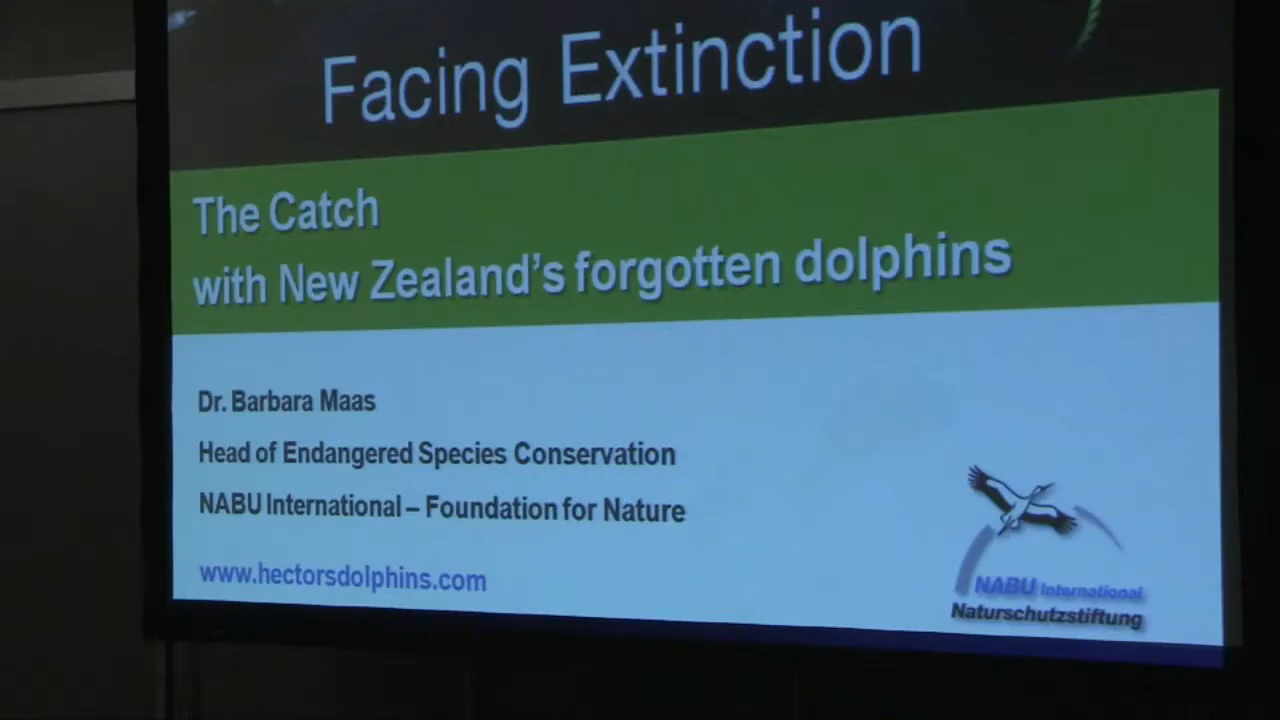 Facing Extinction
The Catch
with New Zealand's forgotten dolphins
Dr. Barbara Maas
Head of Endangered Species Conservation
NABU International – Foundation for Nature
www.hectorsdolphins.com
NABU International
Naturschutzstiftung